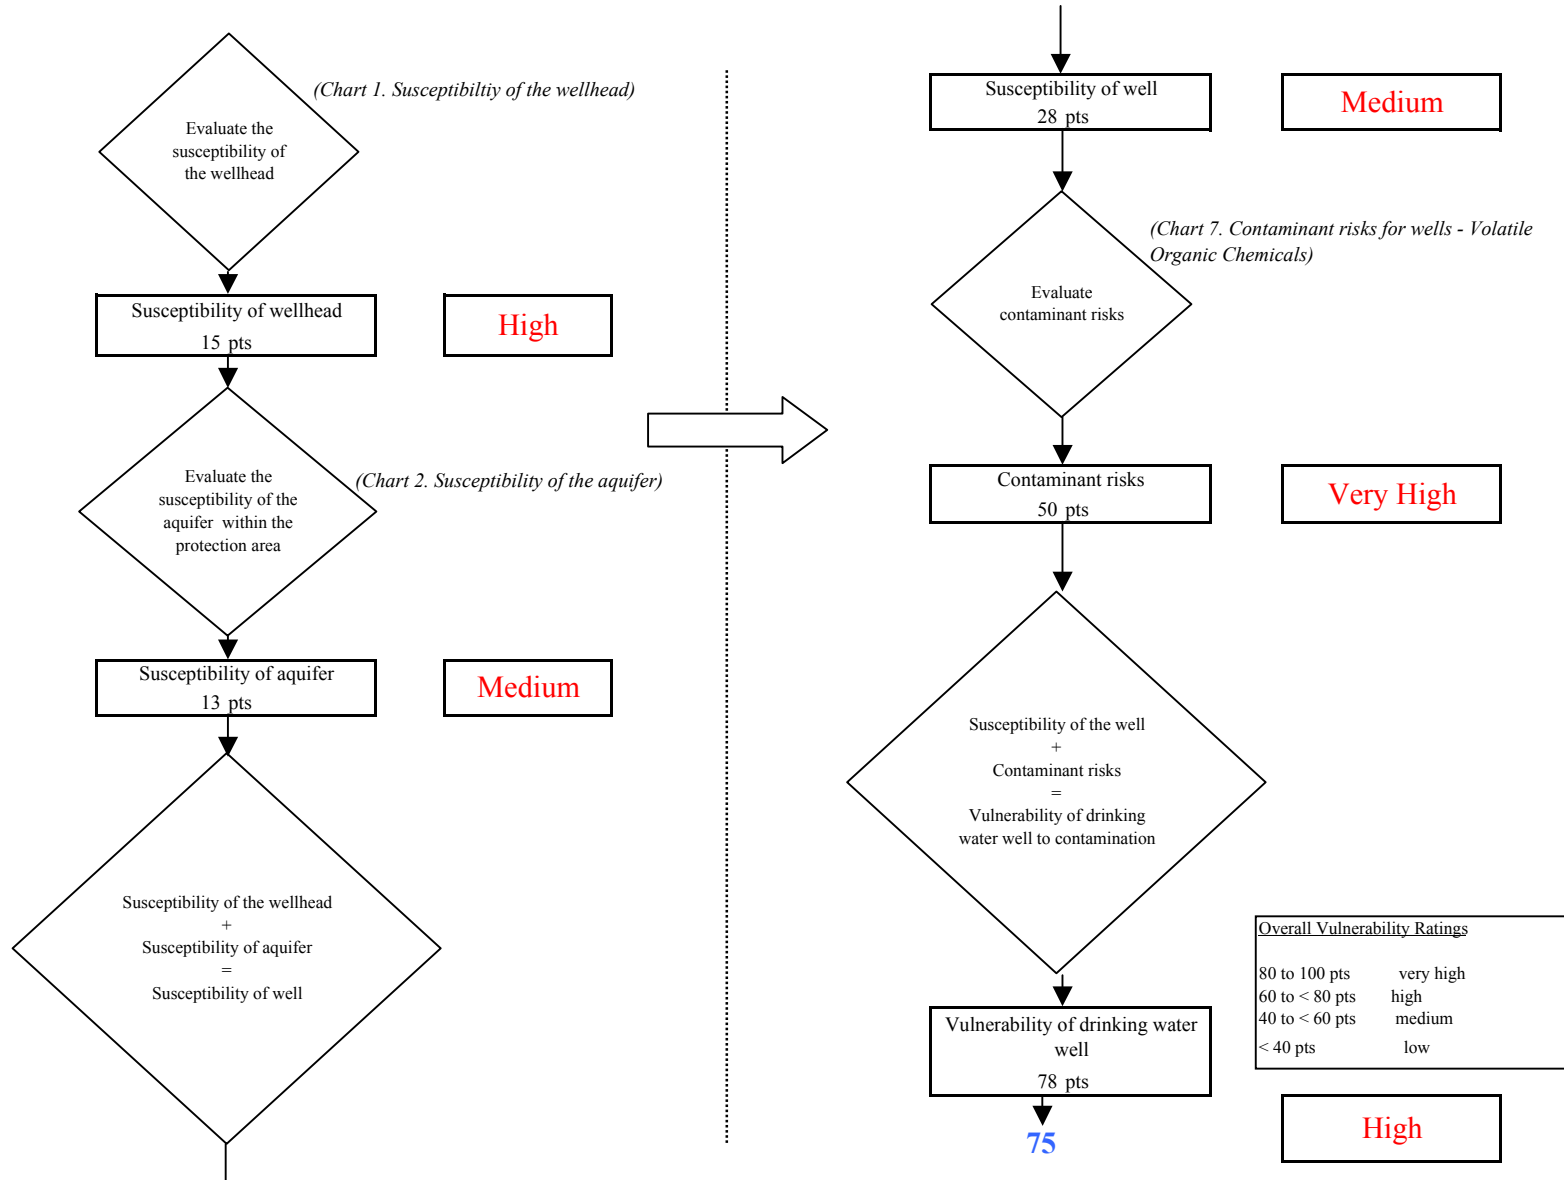 (Chart 1. Susceptibiltiy of the wellhead)
Evaluate the
susceptibility of
the wellhead
Susceptibility of wellhead
15 pts
High
Evaluate the
susceptibility of the
aquifer within the
protection area
(Chart 2. Susceptibility of the aquifer)
Susceptibility of aquifer
13 pts
Medium
Susceptibility of the wellhead
+
Susceptibility of aquifer
=
Susceptibility of well
Susceptibility of well
28 pts
Medium
(Chart 7. Contaminant risks for wells - Volatile
Organic Chemicals)
Evaluate
contaminant risks
Contaminant risks
50 pts
Very High
Susceptibility of the well
+
Contaminant risks
=
Vulnerability of drinking
water well to contamination
Overall Vulnerability Ratings
80 to 100 pts very high
60 to < 80 pts high
40 to < 60 pts medium
< 40 pts low
Vulnerability of drinking water
well
78 pts
75
High